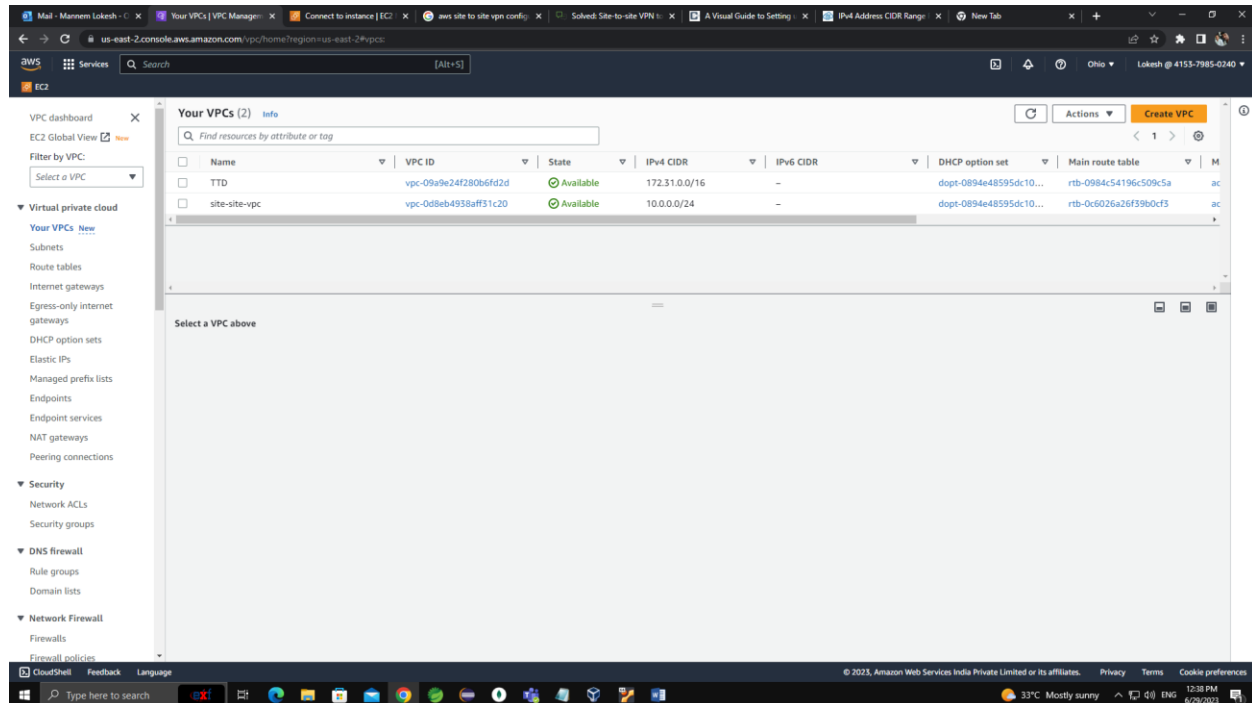 Mail - Mannem Lokesh - O
Your VPCs | VPC Managem
Connect to instance | EC2
aws site to site vpn config
Solved: Site-to-site VPN to
A Visual Guide to Setting
IPv4 Address CIDR Range
New Tab
us-east-2.console.aws.amazon.com/vpc/home?region=us-east-2#vpcs:
aws
Services
Search
[Alt+S]
Ohio
Lokesh @ 4153-7985-0240
EC2
VPC dashboard
EC2 Global View New
Filter by VPC:
Select a VPC
Virtual private cloud
Your VPCs New
Subnets
Route tables
Internet gateways
Egress-only internet
gateways
DHCP option sets
Elastic IPs
Managed prefix lists
Endpoints
Endpoint services
NAT gateways
Peering connections
Security
Network ACLs
Security groups
DNS firewall
Rule groups
Domain lists
Network Firewall
Firewalls
Firewall policies
Your VPCs (2) Info
Actions
Create VPC
Find resources by attribute or tag
1
Name VPC ID State IPv4 CIDR IPv6 CIDR DHCP option set Main route table M
TTD vpc-09a9e24f280b6fd2d Available 172.31.0.0/16 – dopt-0894e48595dc10... rtb-0984c54196c509c5a ac
site-site-vpc vpc-0d8eb4938aff31c20 Available 10.0.0.0/24 – dopt-0894e48595dc10... rtb-0c6026a26f39b0cf3 ac
Select a VPC above
CloudShell Feedback Language
© 2023, Amazon Web Services India Private Limited or its affiliates. Privacy Terms Cookie preferences
Type here to search
33°C Mostly sunny
ENG
12:38 PM
6/29/2023